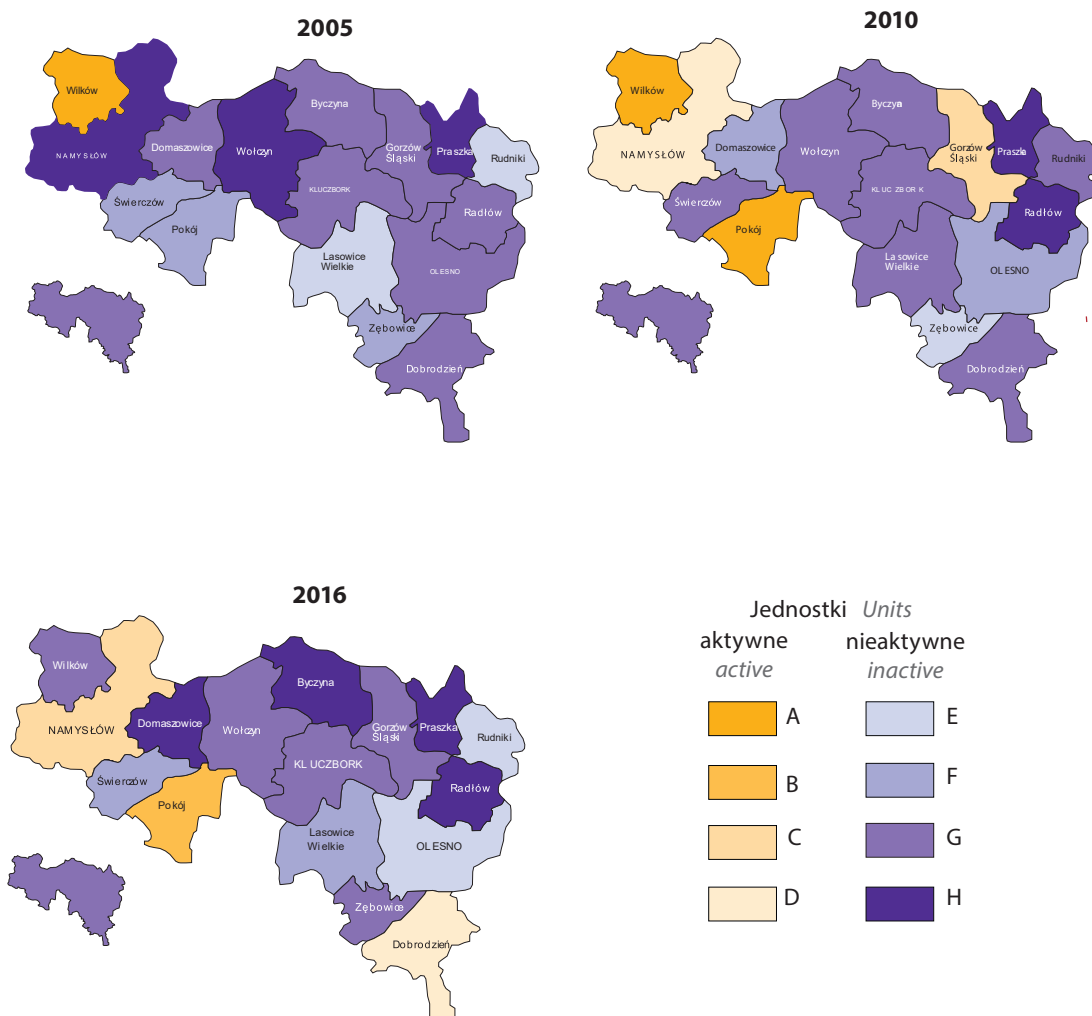 2005
Wilków
NAMYSŁÓW
Domaszowice
Wołczyn
Byczyna
Gorzów
Śląski
Praszka
Rudniki
Świerczów
Pokój
KLUCZBORK
Radłów
Lasowice
Wielkie
OLESNO
Zębowice
Dobrodzień
2010
Wilków
NAMYSŁÓW
Domaszowice
Wołczyn
Byczyna
Gorzów
Śląski
Praszka
Rudniki
Świerczów
Pokój
KLUCZBORK
Radłów
Lasowice
Wielkie
OLESNO
Zębowice
Dobrodzień
2016
Wilków
NAMYSŁÓW
Domaszowice
Wołczyn
Byczyna
Gorzów
Śląski
Praszka
Rudniki
Świerczów
Pokój
KLUCZBORK
Radłów
Lasowice
Wielkie
OLESNO
Zębowice
Dobrodzień
Jednostki Units
aktywne nieaktywne
active inactive
A E
B F
C G
D H